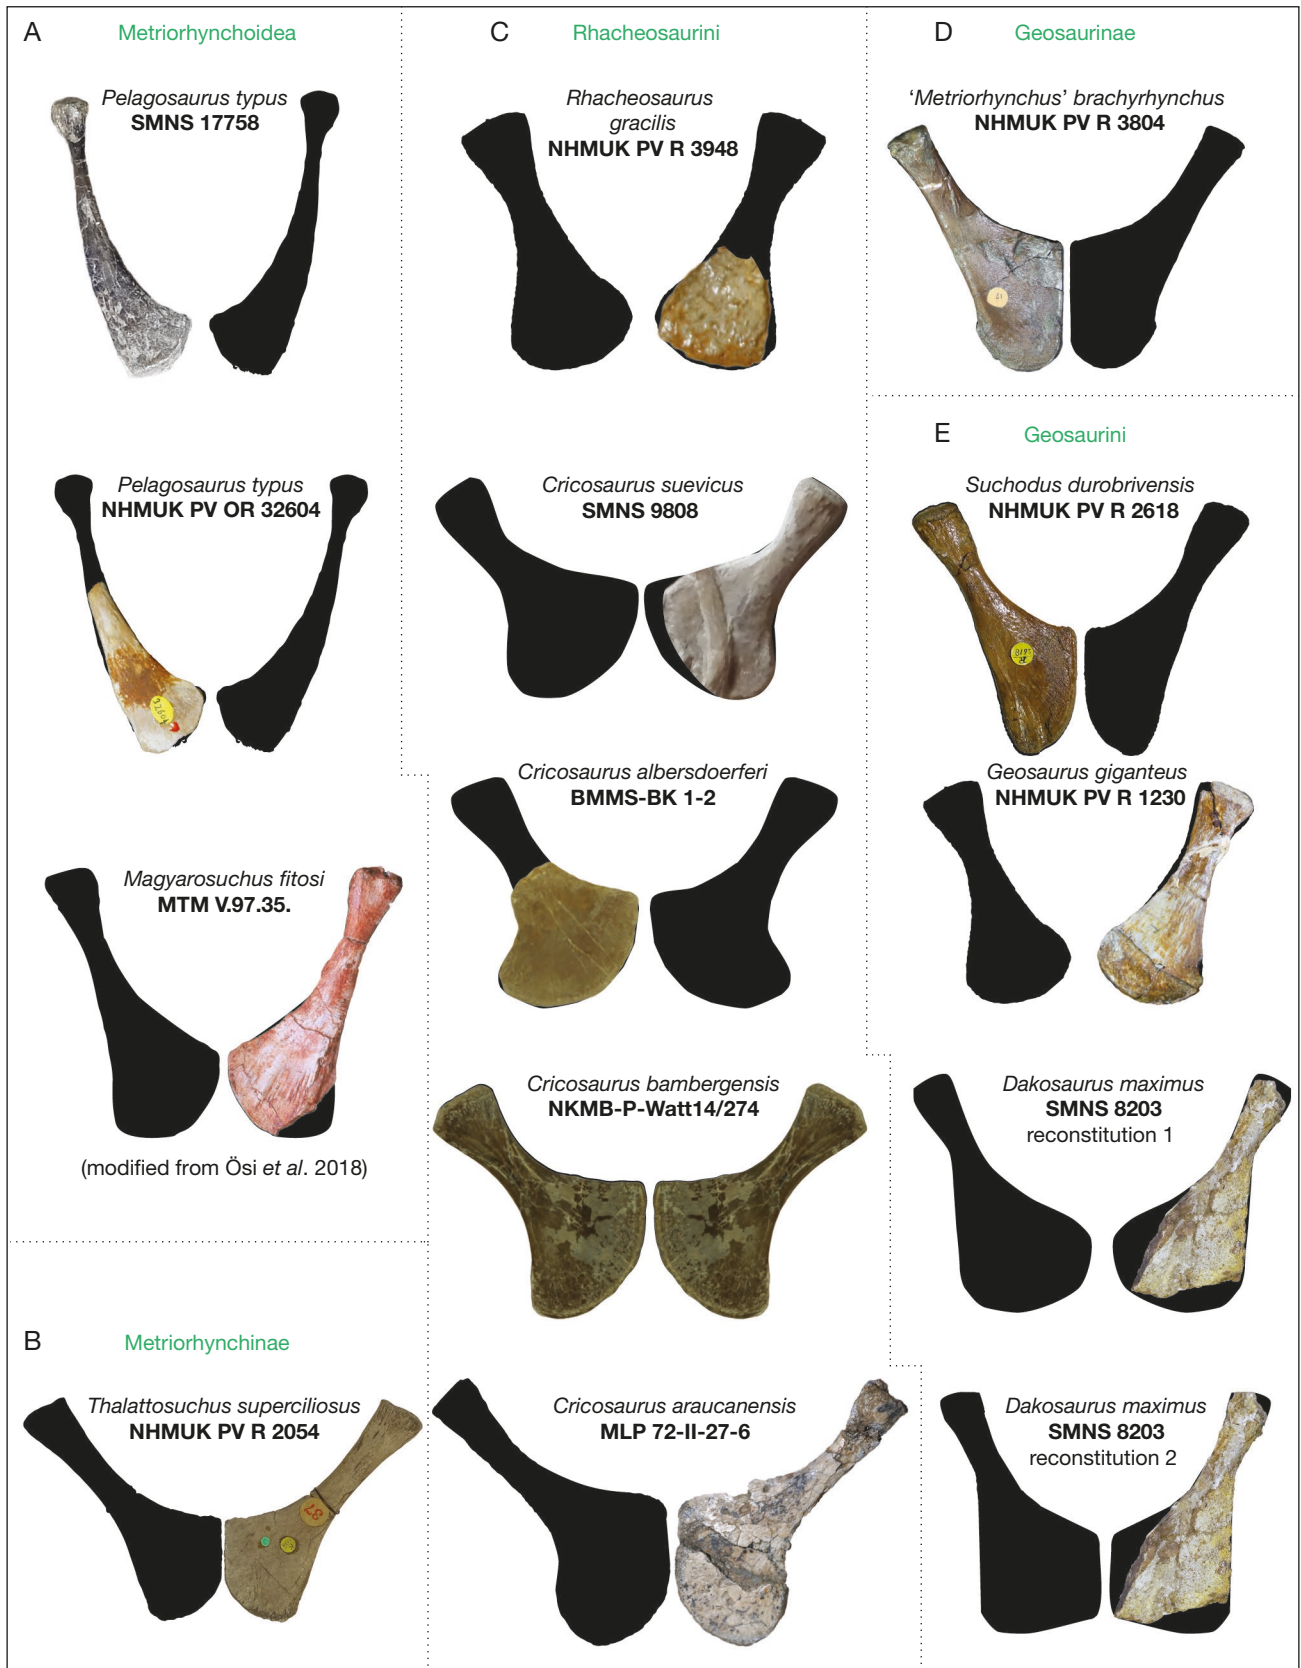 A Metriorhynchoidea
Pelagosaurus typus
SMNS 17758
Pelagosaurus typus
NHMUK PV OR 32604
32604
Magyarosuchus fitosi
MTM V.97.35.
(modified from Ösi et al. 2018)
B Metriorhynchinae
Thalattosuchus superciliosus
NHMUK PV R 2054
87
C Rhacheosaurini
Rhacheosaurus
gracilis
NHMUK PV R 3948
Cricosaurus suevicus
SMNS 9808
Cricosaurus albersdoerferi
BMMS-BK 1-2
Cricosaurus bambergensis
NKMB-P-Watt14/274
Cricosaurus araucanensis
MLP 72-II-27-6
D Geosaurinae
‘Metriorhynchus’ brachyrhynchus
NHMUK PV R 3804
E Geosaurini
Suchodus durobrivensis
NHMUK PV R 2618
Geosaurus giganteus
NHMUK PV R 1230
Dakosaurus maximus
SMNS 8203
reconstitution 1
Dakosaurus maximus
SMNS 8203
reconstitution 2